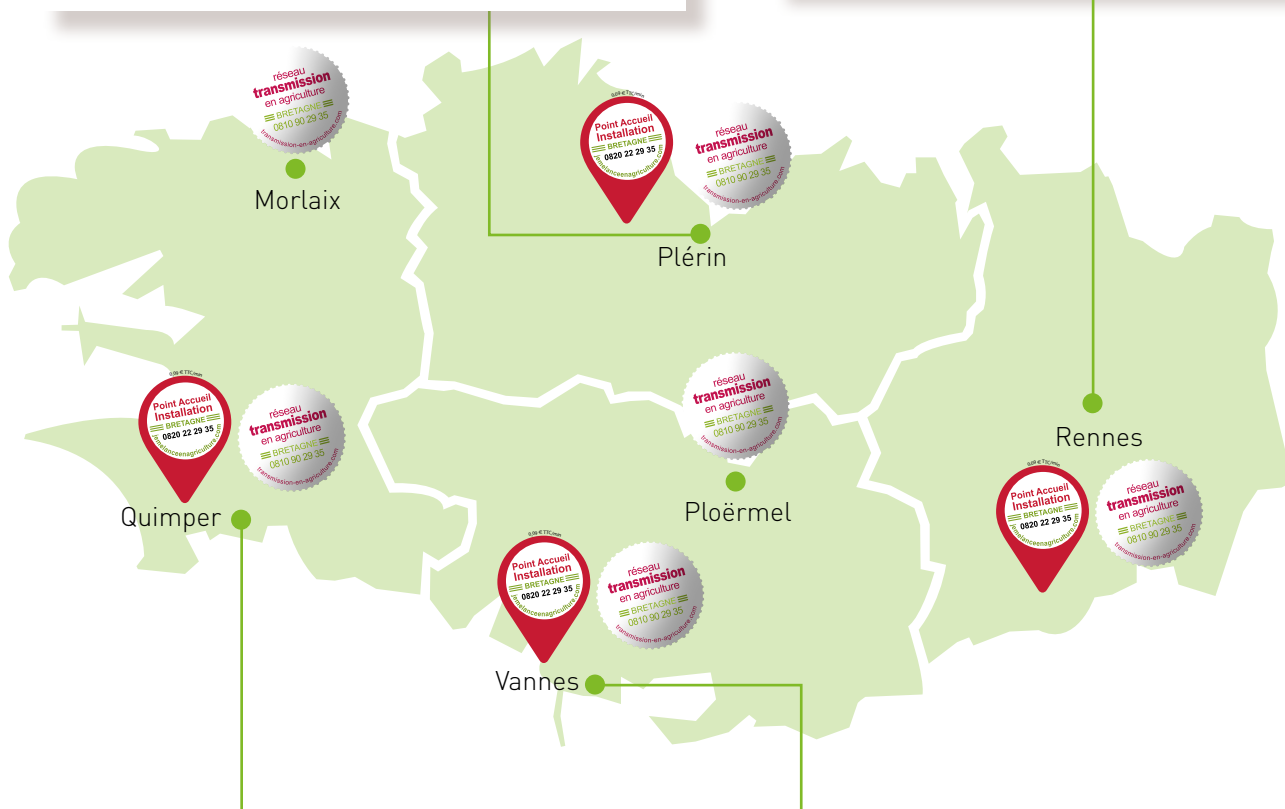 réseau
transmission
en agriculture
BRETAGNE
0810 90 29 35
transmission-en-agriculture.com
Morlaix
0,09 € TTC/min
Point Accueil
Installation
BRETAGNE
0820 22 29 35
jemelanceenagriculture.com
réseau
transmission
en agriculture
BRETAGNE
0810 90 29 35
transmission-en-agriculture.com
Plérin
0,09 € TTC/min
Point Accueil
Installation
BRETAGNE
0820 22 29 35
jemelanceenagriculture.com
réseau
transmission
en agriculture
BRETAGNE
0810 90 29 35
transmission-en-agriculture.com
Quimper
réseau
transmission
en agriculture
BRETAGNE
0810 90 29 35
transmission-en-agriculture.com
Ploërmel
Rennes
0,09 € TTC/min
Point Accueil
Installation
BRETAGNE
0820 22 29 35
jemelanceenagriculture.com
réseau
transmission
en agriculture
BRETAGNE
0810 90 29 35
transmission-en-agriculture.com
0,09 € TTC/min
Point Accueil
Installation
BRETAGNE
0820 22 29 35
jemelanceenagriculture.com
réseau
transmission
en agriculture
BRETAGNE
0810 90 29 35
transmission-en-agriculture.com
Vannes